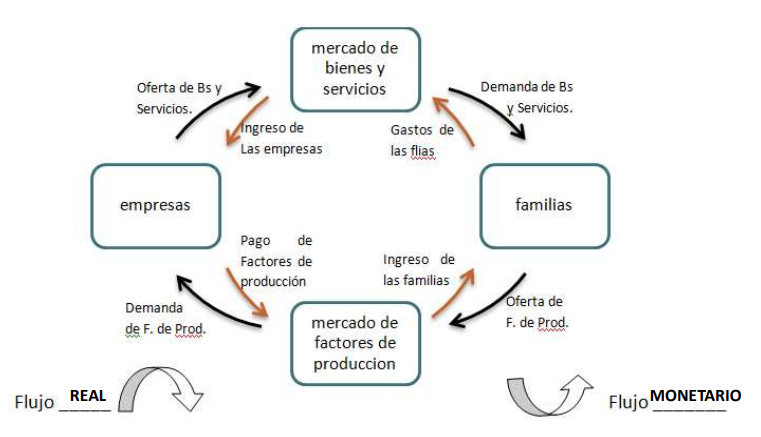 mercado de
bienes y
servicios
Oferta de Bs y
Servicios.
Demanda de Bs
y Servicios.
Ingreso de
Las empresas
Gastos de
las flias
empresas
familias
Pago de
Factores de
producción
Ingreso de
las familias
Demanda
de F. de Prod.
Oferta de
F. de Prod.
mercado de
factores de
produccion
Flujo REAL
Flujo MONETARIO